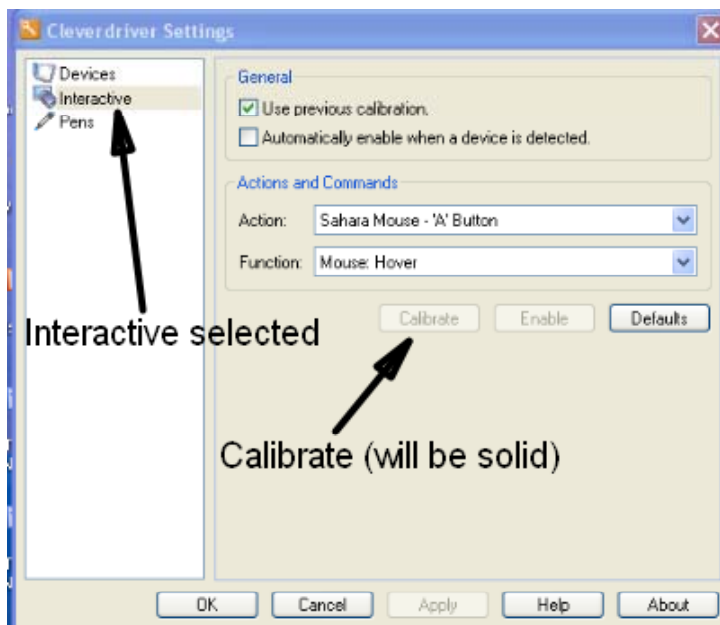 Cleverdriver Settings
Devices
Interactive
Pens
General
Use previous calibration.
Automatically enable when a device is detected.
Actions and Commands
Action: Sahara Mouse - 'A' Button
Function: Mouse: Hover
Calibrate Enable Defaults
Interactive selected
Calibrate (will be solid)
OK Cancel Apply Help About